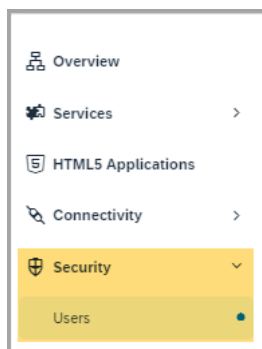 Overview
Services
HTML5 Applications
Connectivity
Security
Users